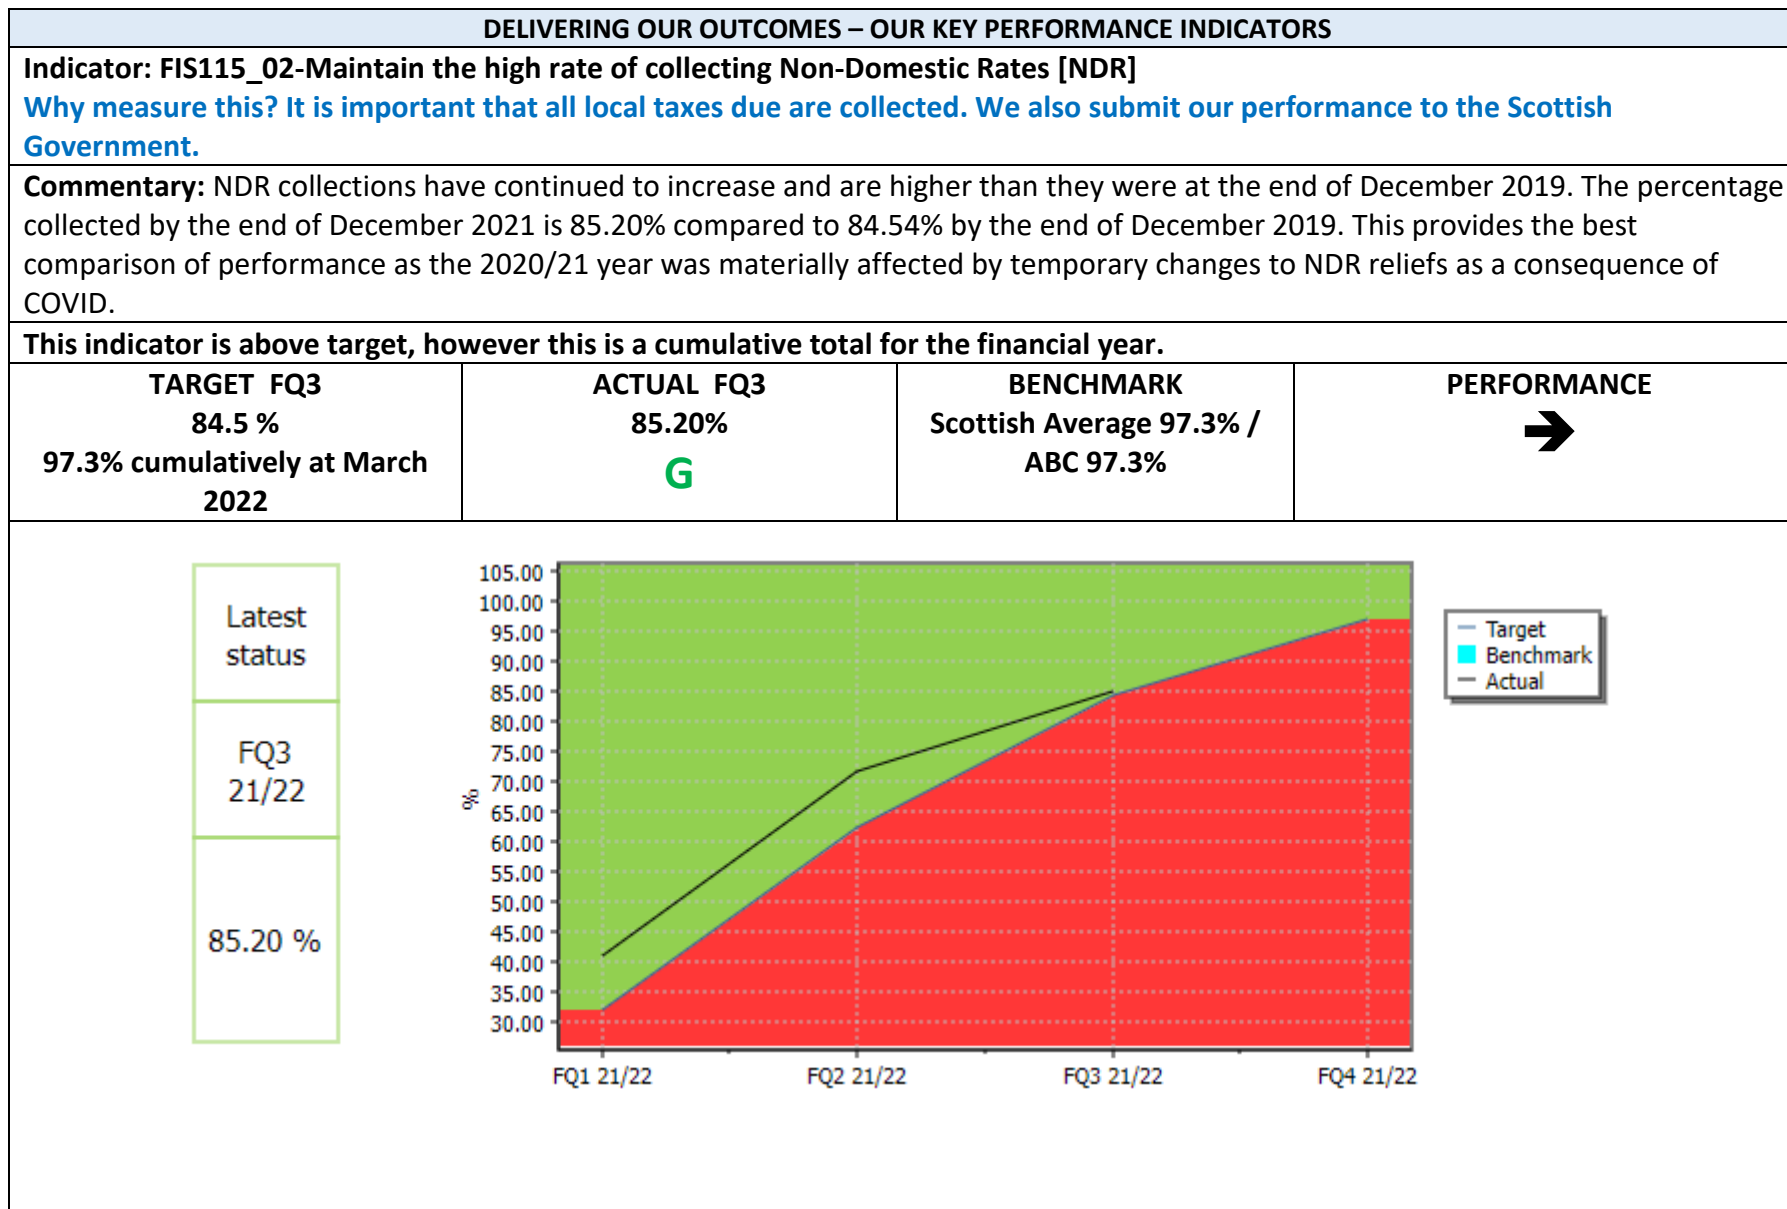 DELIVERING OUR OUTCOMES – OUR KEY PERFORMANCE INDICATORS
Indicator: FIS115_02-Maintain the high rate of collecting Non-Domestic Rates [NDR]
Why measure this? It is important that all local taxes due are collected. We also submit our performance to the Scottish
Government.
Commentary: NDR collections have continued to increase and are higher than they were at the end of December 2019. The percentage
collected by the end of December 2021 is 85.20% compared to 84.54% by the end of December 2019. This provides the best
comparison of performance as the 2020/21 year was materially affected by temporary changes to NDR reliefs as a consequence of
COVID.
This indicator is above target, however this is a cumulative total for the financial year.
TARGET FQ3
84.5 %
97.3% cumulatively at March
2022
ACTUAL FQ3
85.20%
G
BENCHMARK
Scottish Average 97.3% /
ABC 97.3%
PERFORMANCE
Latest
status
FQ3
21/22
85.20 %
105.00
100.00
95.00
90.00
85.00
80.00
75.00
70.00
65.00
60.00
55.00
50.00
45.00
40.00
35.00
30.00
%
FQ1 21/22
FQ2 21/22
FQ3 21/22
FQ4 21/22
Target
Benchmark
Actual